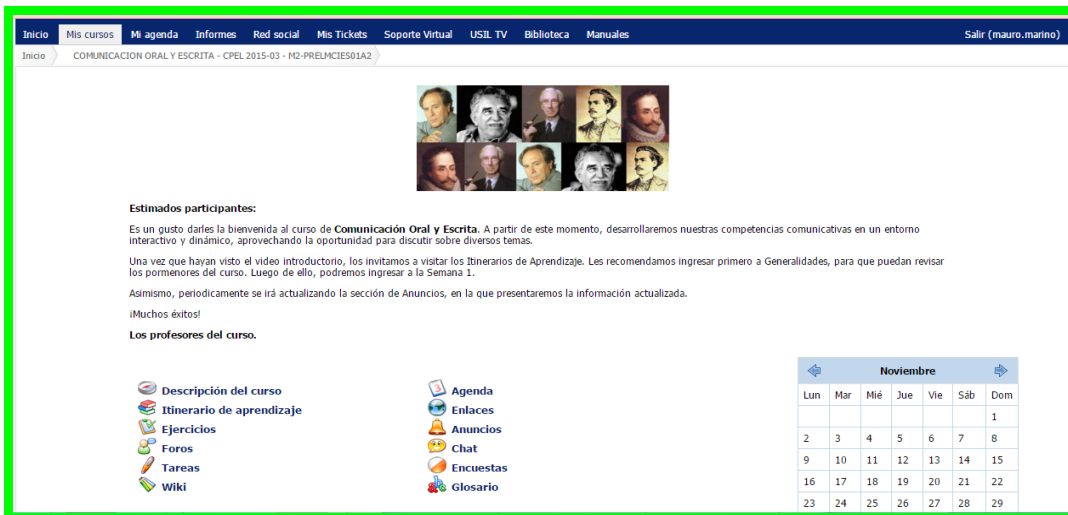 Inicio Mis cursos Mi agenda Informes Red social Mis Tickets Soporte Virtual USIL TV Biblioteca Manuales Salir (mauro.marino)
Inicio COMUNICACION ORAL Y ESCRITA - CPEL 2015-03 - M2-PRELMCIES01A2
Estimados participantes:
Es un gusto darles la bienvenida al curso de Comunicación Oral y Escrita. A partir de este momento, desarrollaremos nuestras competencias comunicativas en un entorno
interactivo y dinámico, aprovechando la oportunidad para discutir sobre diversos temas.
Una vez que hayan visto el video introductorio, los invitamos a visitar los Itinerarios de Aprendizaje. Les recomendamos ingresar primero a Generalidades, para que puedan revisar
los pormenores del curso. Luego de ello, podremos ingresar a la Semana 1.
Asimismo, periodicamente se irá actualizando la sección de Anuncios, en la que presentaremos la información actualizada.
¡Muchos éxitos!
Los profesores del curso.
Descripción del curso
Itinerario de aprendizaje
Ejercicios
Foros
Tareas
Wiki
3 Agenda
Enlaces
Anuncios
Chat
Encuestas
Glosario
Noviembre
Lun Mar Mié Jue Vie Sáb Dom
1
2 3 4 5 6 7 8
9 10 11 12 13 14 15
16 17 18 19 20 21 22
23 24 25 26 27 28 29